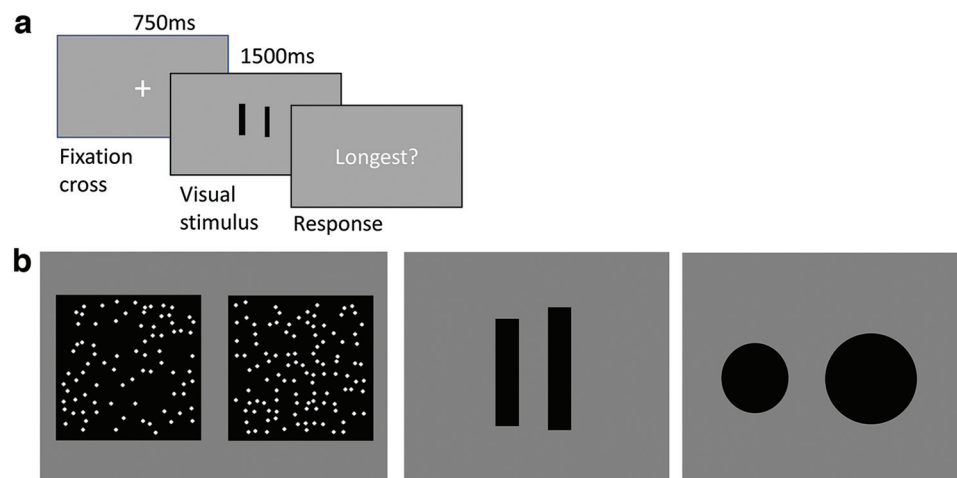 a
750ms
1500ms
+
Longest?
Fixation
cross
Visual
stimulus
Response
b